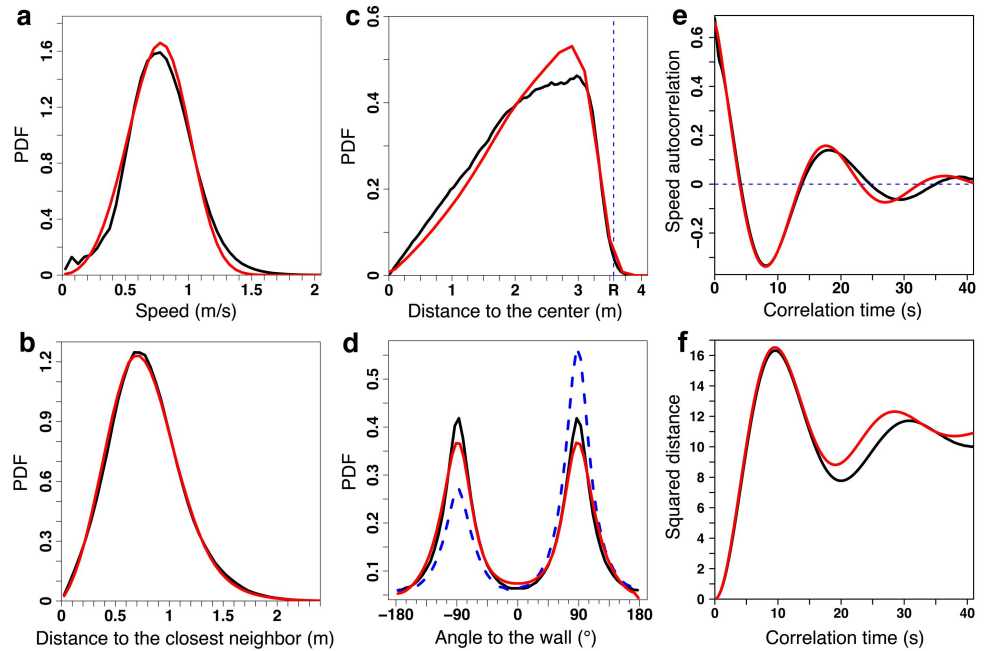 a
PDF
1.6
1.2
0.8
0.4
0
0 0.5 1 1.5 2
Speed (m/s)
c
PDF
0.6
0.4
0.2
0
0 1 2 3 R 4
Distance to the center (m)
e
Speed autocorrelation
0.6
0.2
0
−0.2
0 10 20 30 40
Correlation time (s)
b
PDF
1.2
0.9
0.6
0.3
0
0 0.5 1 1.5 2
Distance to the closest neighbor (m)
d
PDF
0.5
0.4
0.3
0.2
0.1
−180 −90 0 90 180
Angle to the wall (°)
f
Squared distance
16
14
12
10
8
6
4
2
0
0 10 20 30 40
Correlation time (s)